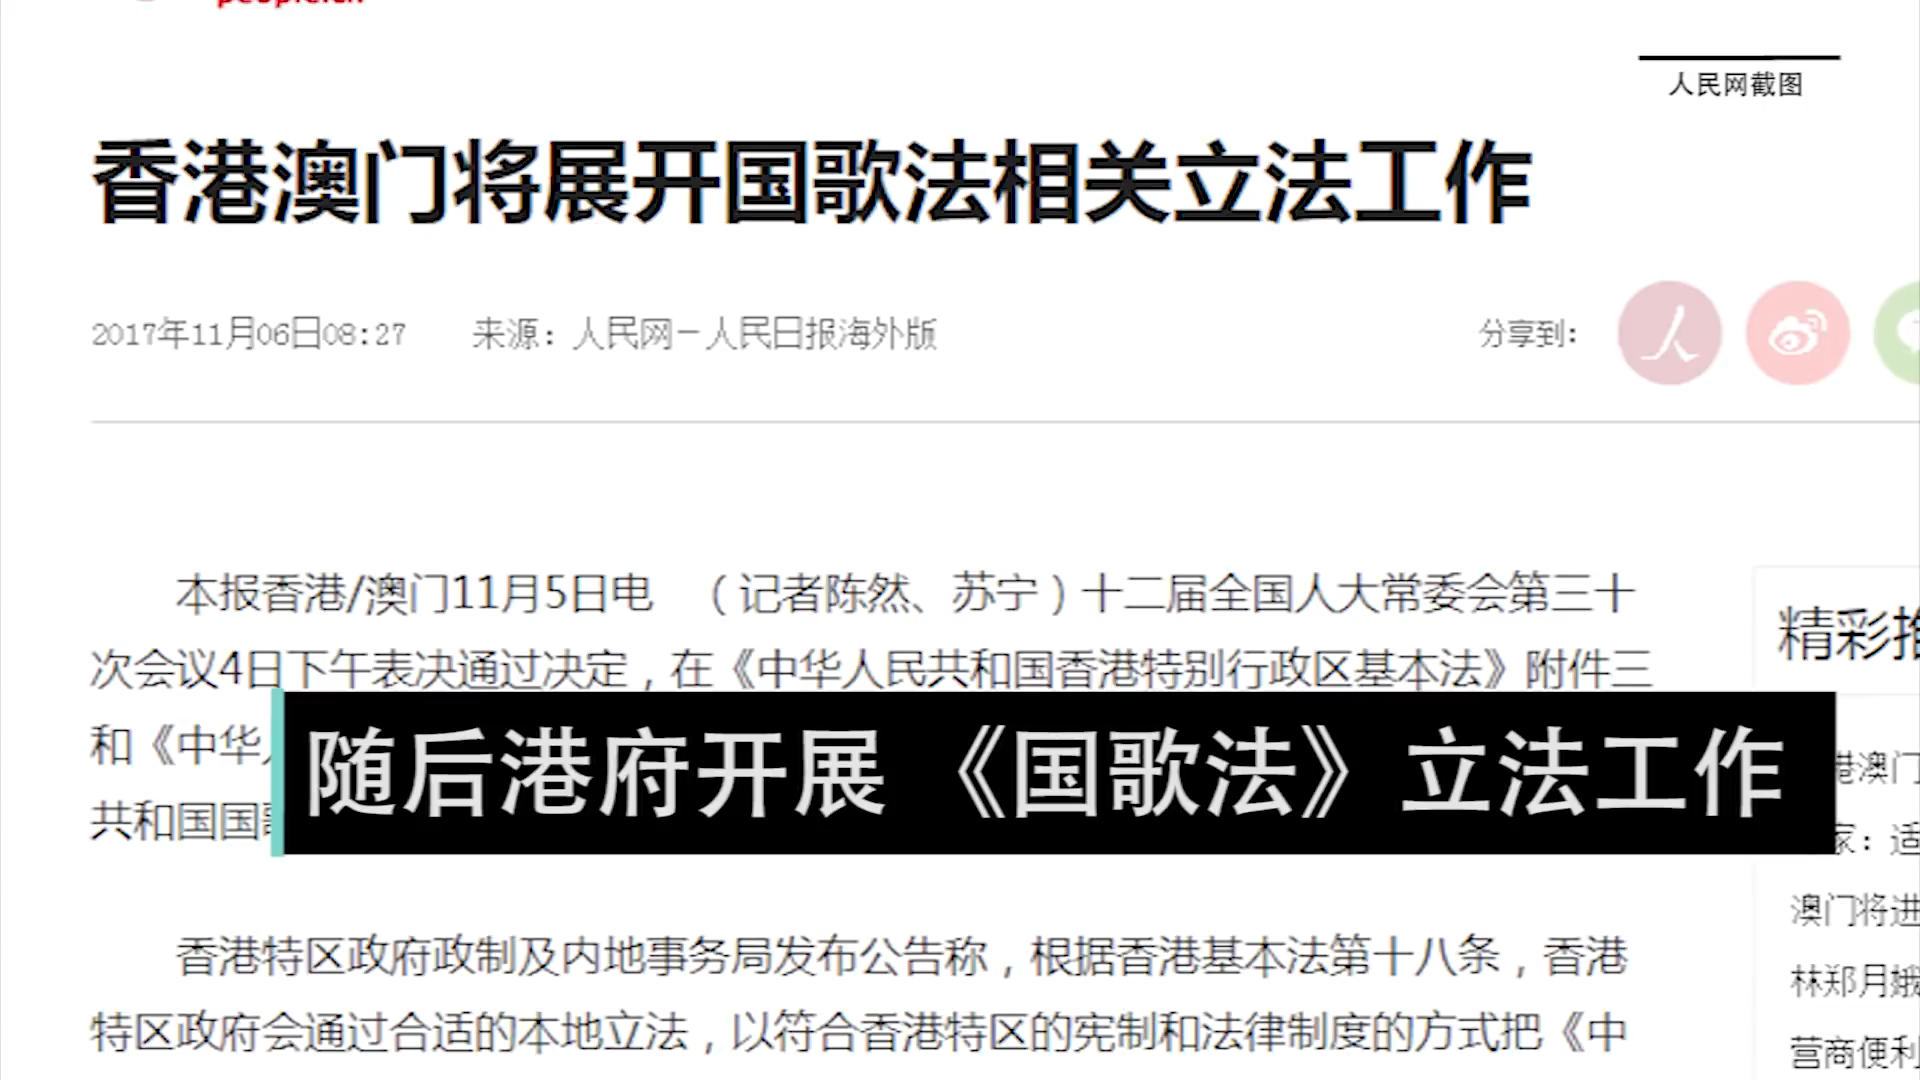 人民网截图
香港澳门将展开国歌法相关立法工作
2017年11月06日08:27 来源：人民网－人民日报海外版 分享到：
本报香港/澳门11月5日电 （记者陈然、苏宁）十二届全国人大常委会第三十
次会议4日下午表决通过决定，在《中华人民共和国香港特别行政区基本法》附件三
和《中华
共和国国
随后港府开展 《国歌法》立法工作
香港特区政府政制及内地事务局发布公告称，根据香港基本法第十八条，香港
特区政府会通过合适的本地立法，以符合香港特区的宪制和法律制度的方式把《中
精彩
港澳门
家：适
澳门将进
林郑月娥
营商便利